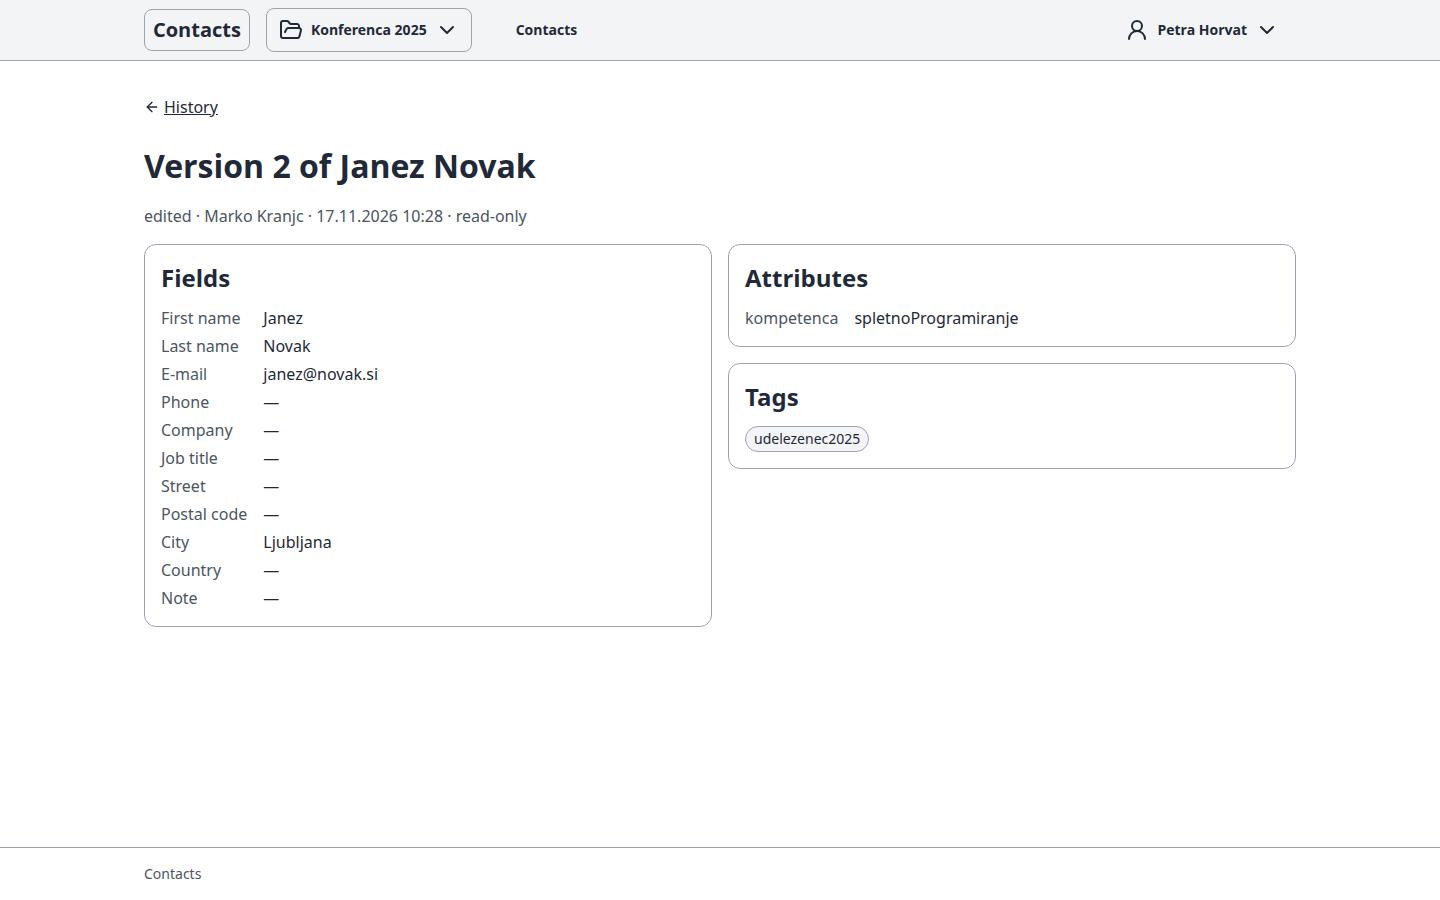 Contacts Konferenca 2025 Contacts Petra Horvat
History
Version 2 of Janez Novak
edited · Marko Kranjc · 17.11.2026 10:28 · read-only
Fields
First name Janez
Last name Novak
E-mail janez@novak.si
Phone —
Company —
Job title —
Street —
Postal code —
City Ljubljana
Country —
Note —
Attributes
kompetenca spletnoProgramiranje
Tags
udelezenec2025
Contacts